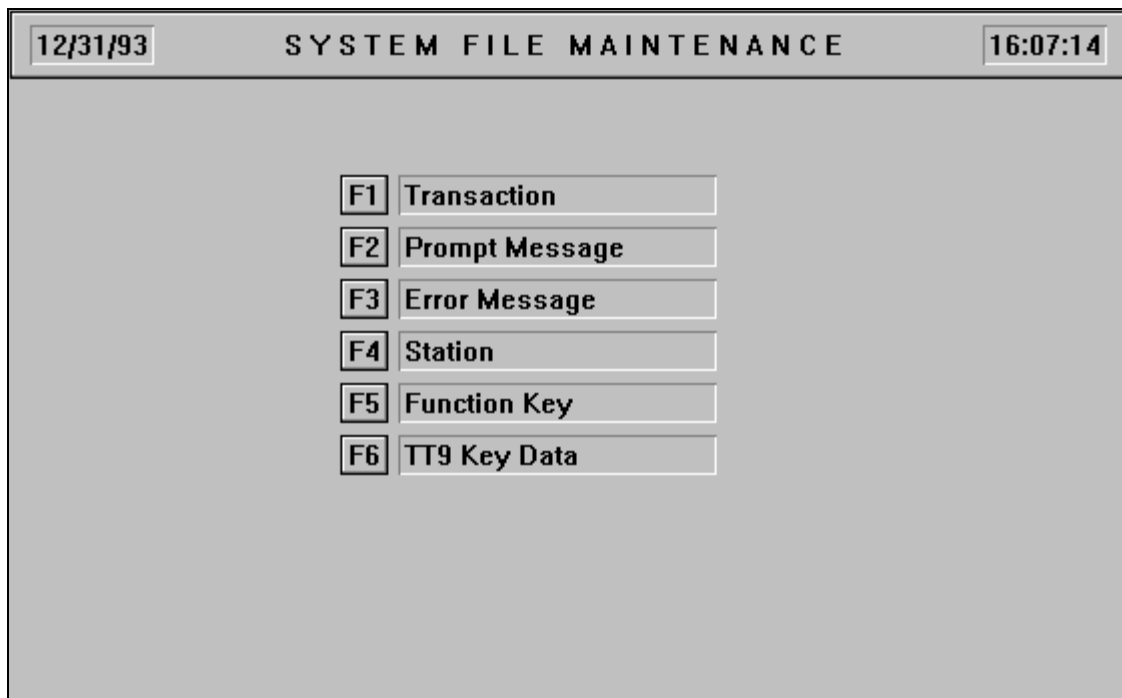 12/31/93 SYSTEM FILE MAINTENANCE 16:07:14
F1 Transaction
F2 Prompt Message
F3 Error Message
F4 Station
F5 Function Key
F6 TT9 Key Data